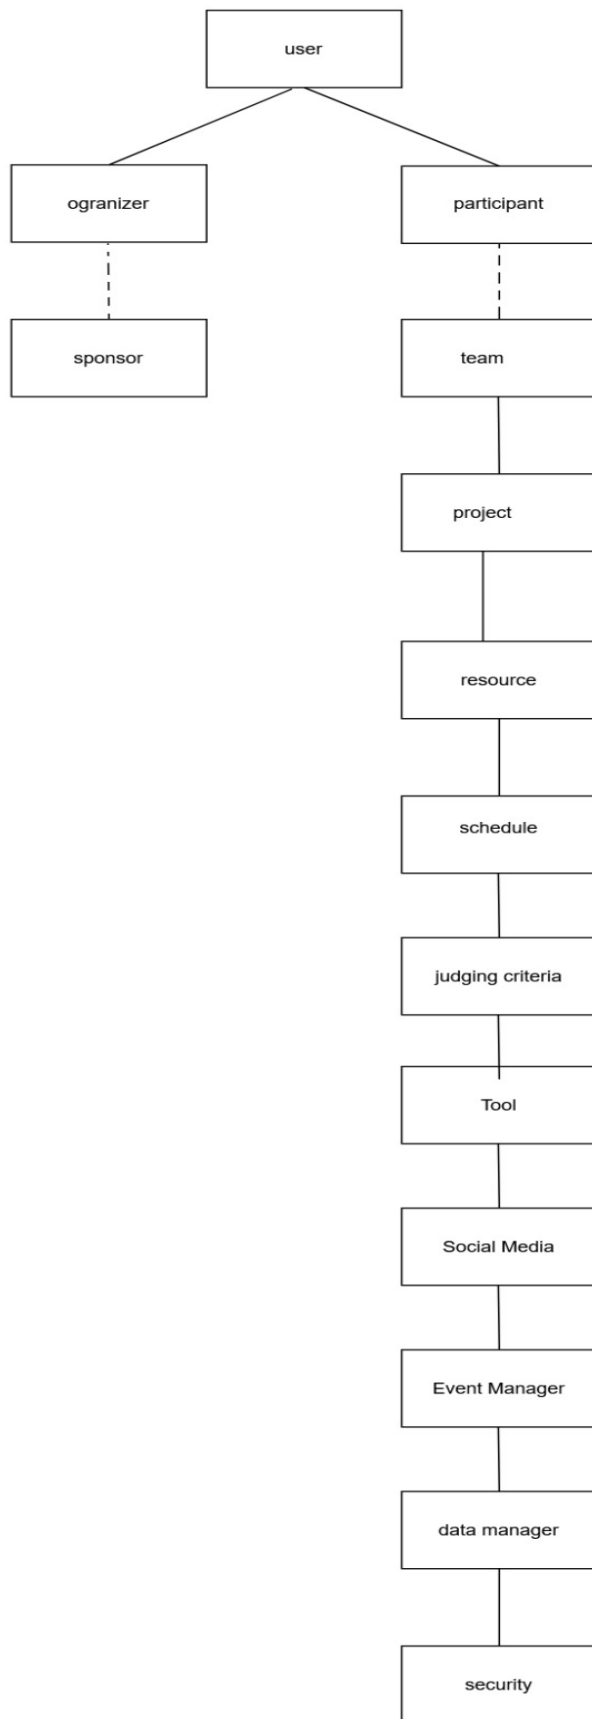 user
ogranizer
participant
sponsor
team
project
resource
schedule
judging criteria
Tool
Social Media
Event Manager
data manager
security